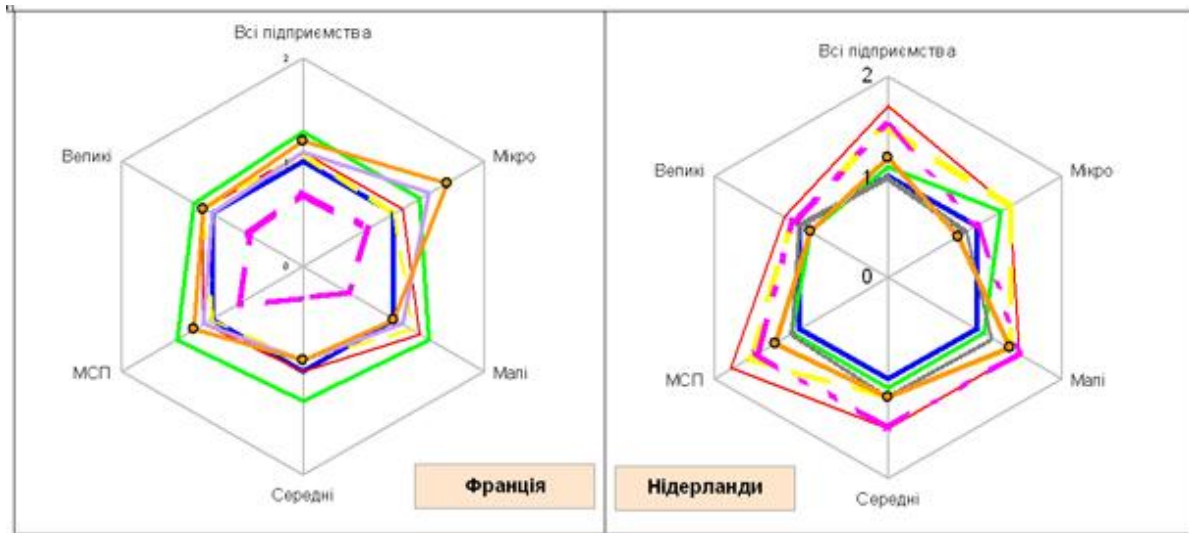 Всі підприємства
2
Великі
1
Мікро
0
МСП
Малі
Середні
Франція
Всі підприємства
2
Великі
1
Мікро
0
МСП
Малі
Середні
Нідерланди